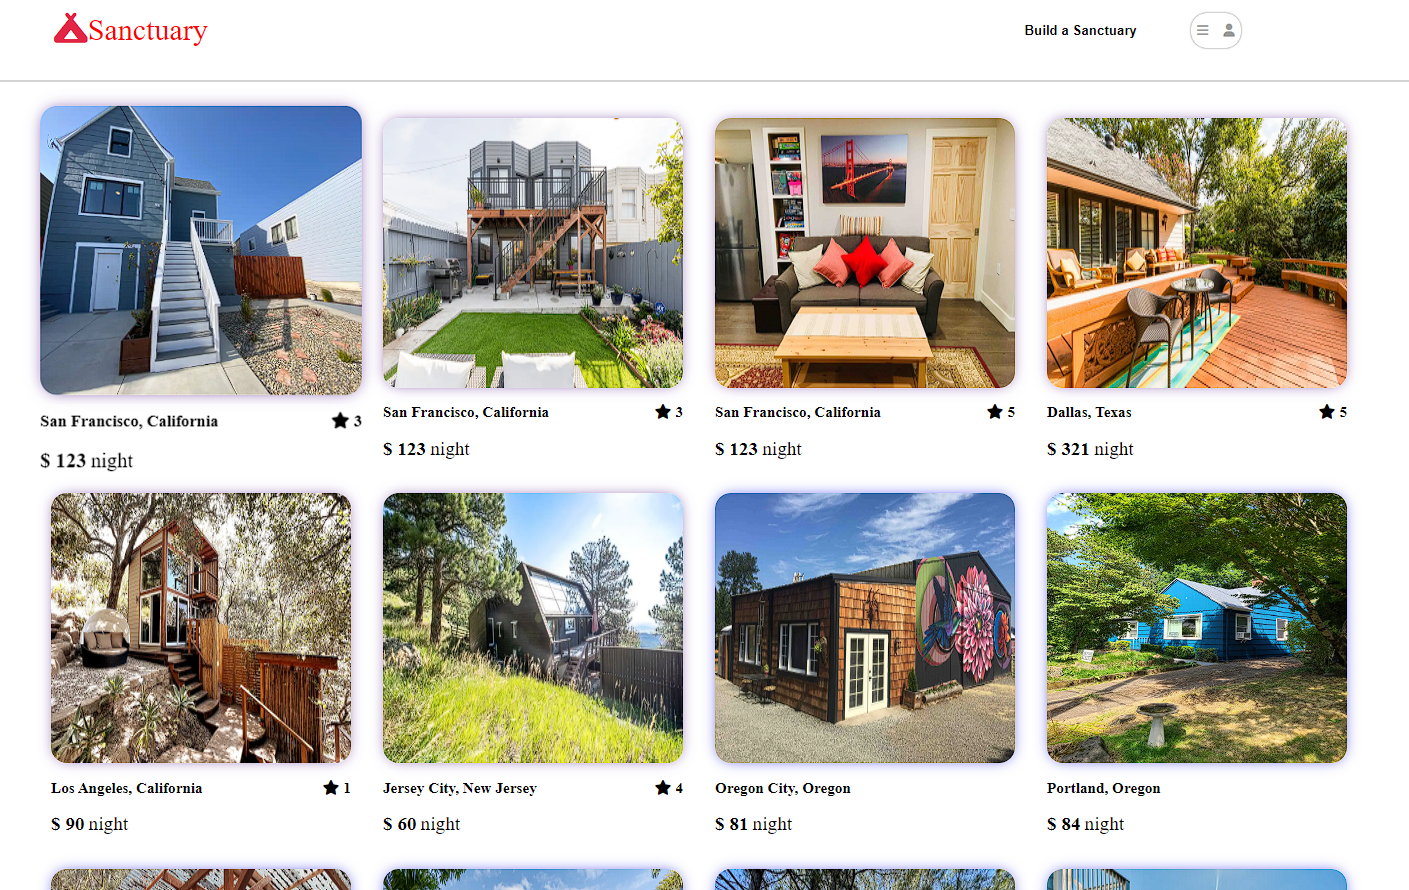 Sanctuary
Build a Sanctuary
San Francisco, California ★ 3
$ 123 night
San Francisco, California ★ 3
$ 123 night
San Francisco, California ★ 5
$ 123 night
Dallas, Texas ★ 5
$ 321 night
Los Angeles, California ★ 1
$ 90 night
Jersey City, New Jersey ★ 4
$ 60 night
Oregon City, Oregon
$ 81 night
Portland, Oregon
$ 84 night